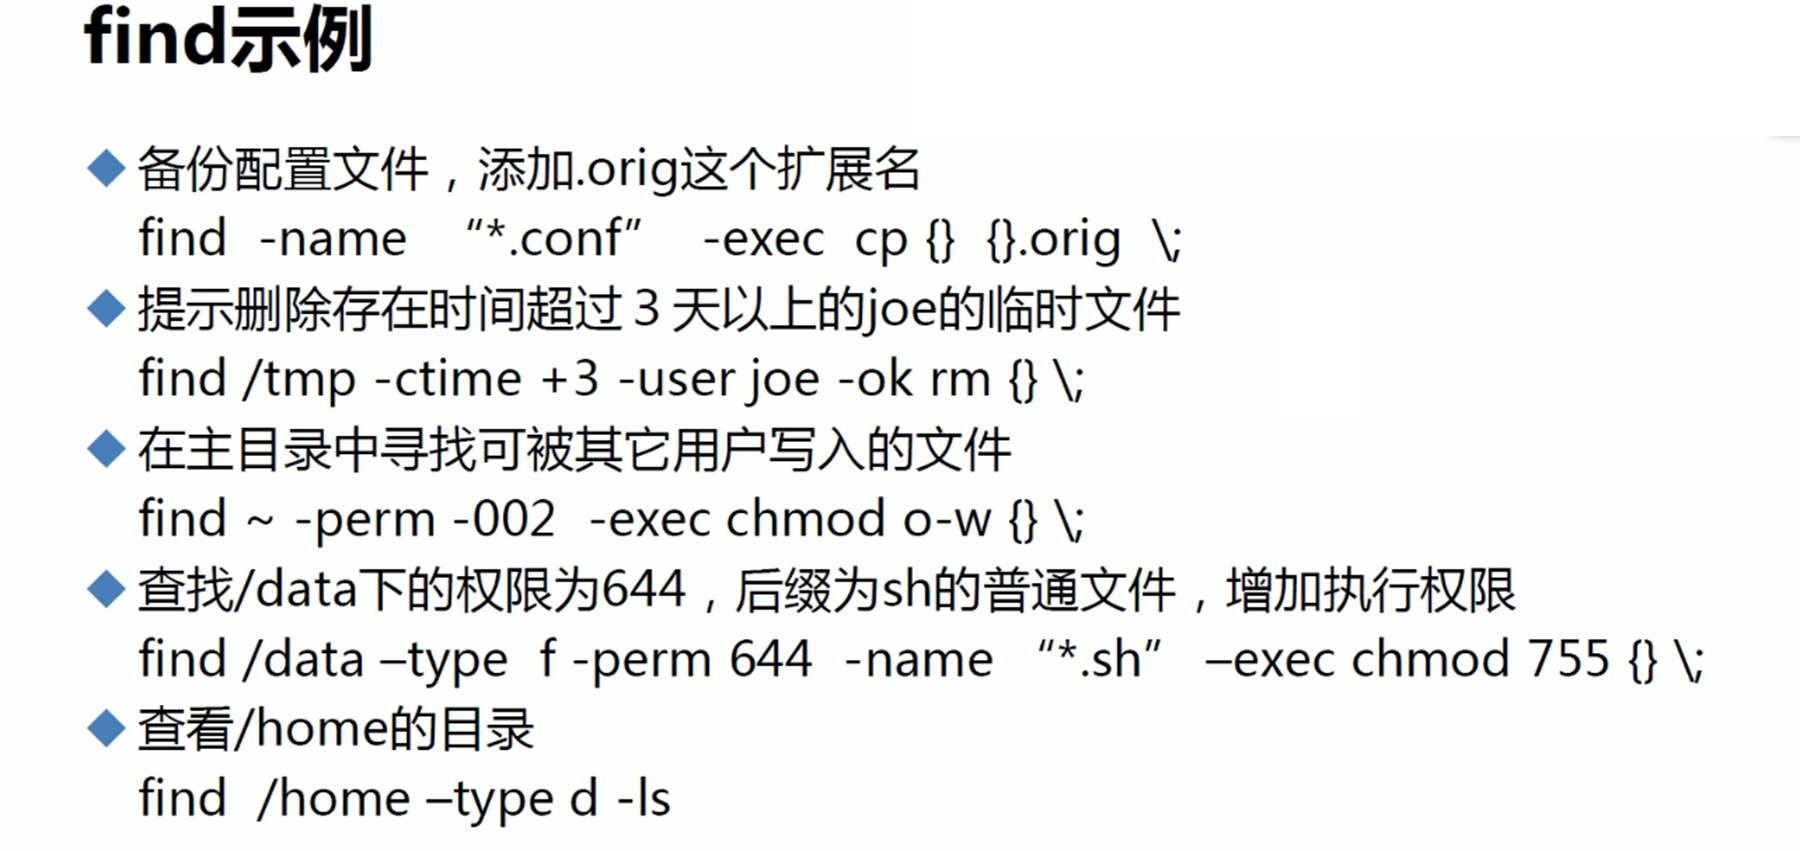 find示例
备份配置文件，添加.orig这个扩展名
find -name “*.conf” -exec cp {} {}.orig \;
提示删除存在时间超过３天以上的joe的临时文件
find /tmp -ctime +3 -user joe -ok rm {} \;
在主目录中寻找可被其它用户写入的文件
find ~ -perm -002 -exec chmod o-w {} \;
查找/data下的权限为644，后缀为sh的普通文件，增加执行权限
find /data –type f -perm 644 -name “*.sh” –exec chmod 755 {} \;
查看/home的目录
find /home –type d -ls